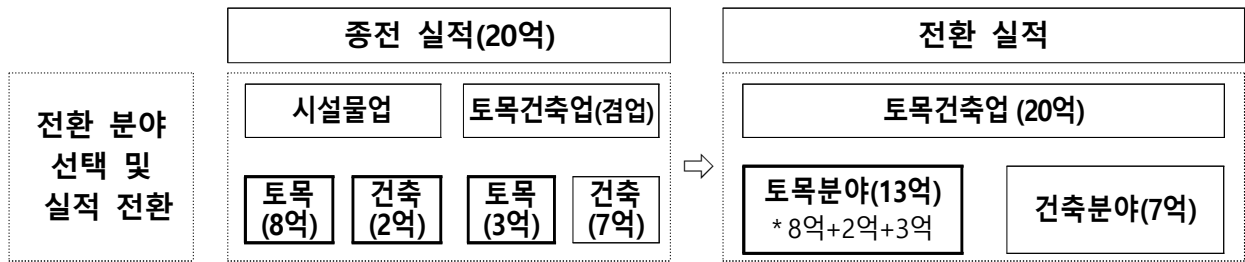 종전 실적(20억)
전환 실적
전환 분야
선택 및
실적 전환
시설물업
토목건축업(겸업)
토목
(8억)
건축
(2억)
토목
(3억)
건축
(7억)
⇨
토목건축업 (20억)
토목분야(13억)
* 8억+2억+3억
건축분야(7억)